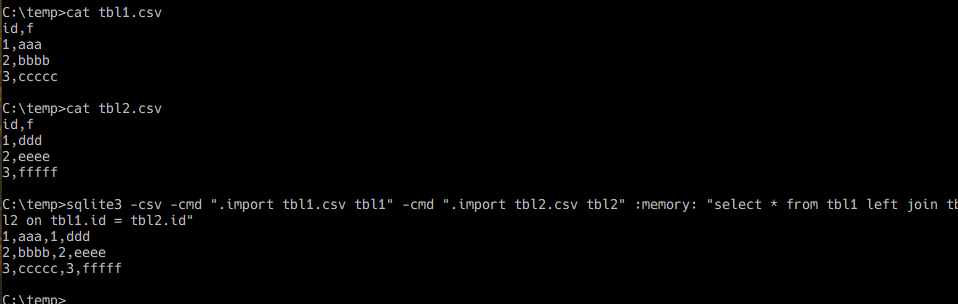 C:\temp>cat tbl1.csv
id,f
1,aaa
2,bbbb
3,ccccc
C:\temp>cat tbl2.csv
id,f
1,ddd
2,eeee
3,fffff
C:\temp>sqlite3 -csv -cmd ".import tbl1.csv tbl1" -cmd ".import tbl2.csv tbl2" :memory: "select * from tbl1 left join tb
l2 on tbl1.id = tbl2.id"
1,aaa,1,ddd
2,bbbb,2,eeee
3,ccccc,3,fffff
C:\temp>